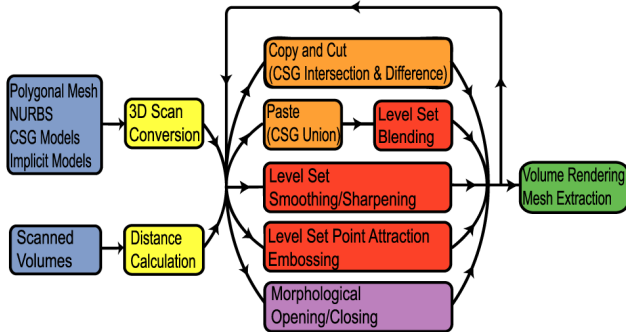 Polygonal Mesh
NURBS
CSG Models
Implicit Models
3D Scan
Conversion
Scanned
Volumes
Distance
Calculation
Copy and Cut
(CSG Intersection & Difference)
Paste
(CSG Union)
Level Set
Blending
Level Set
Smoothing/Sharpening
Level Set Point Attraction
Embossing
Morphological
Opening/Closing
Volume Rendering
Mesh Extraction